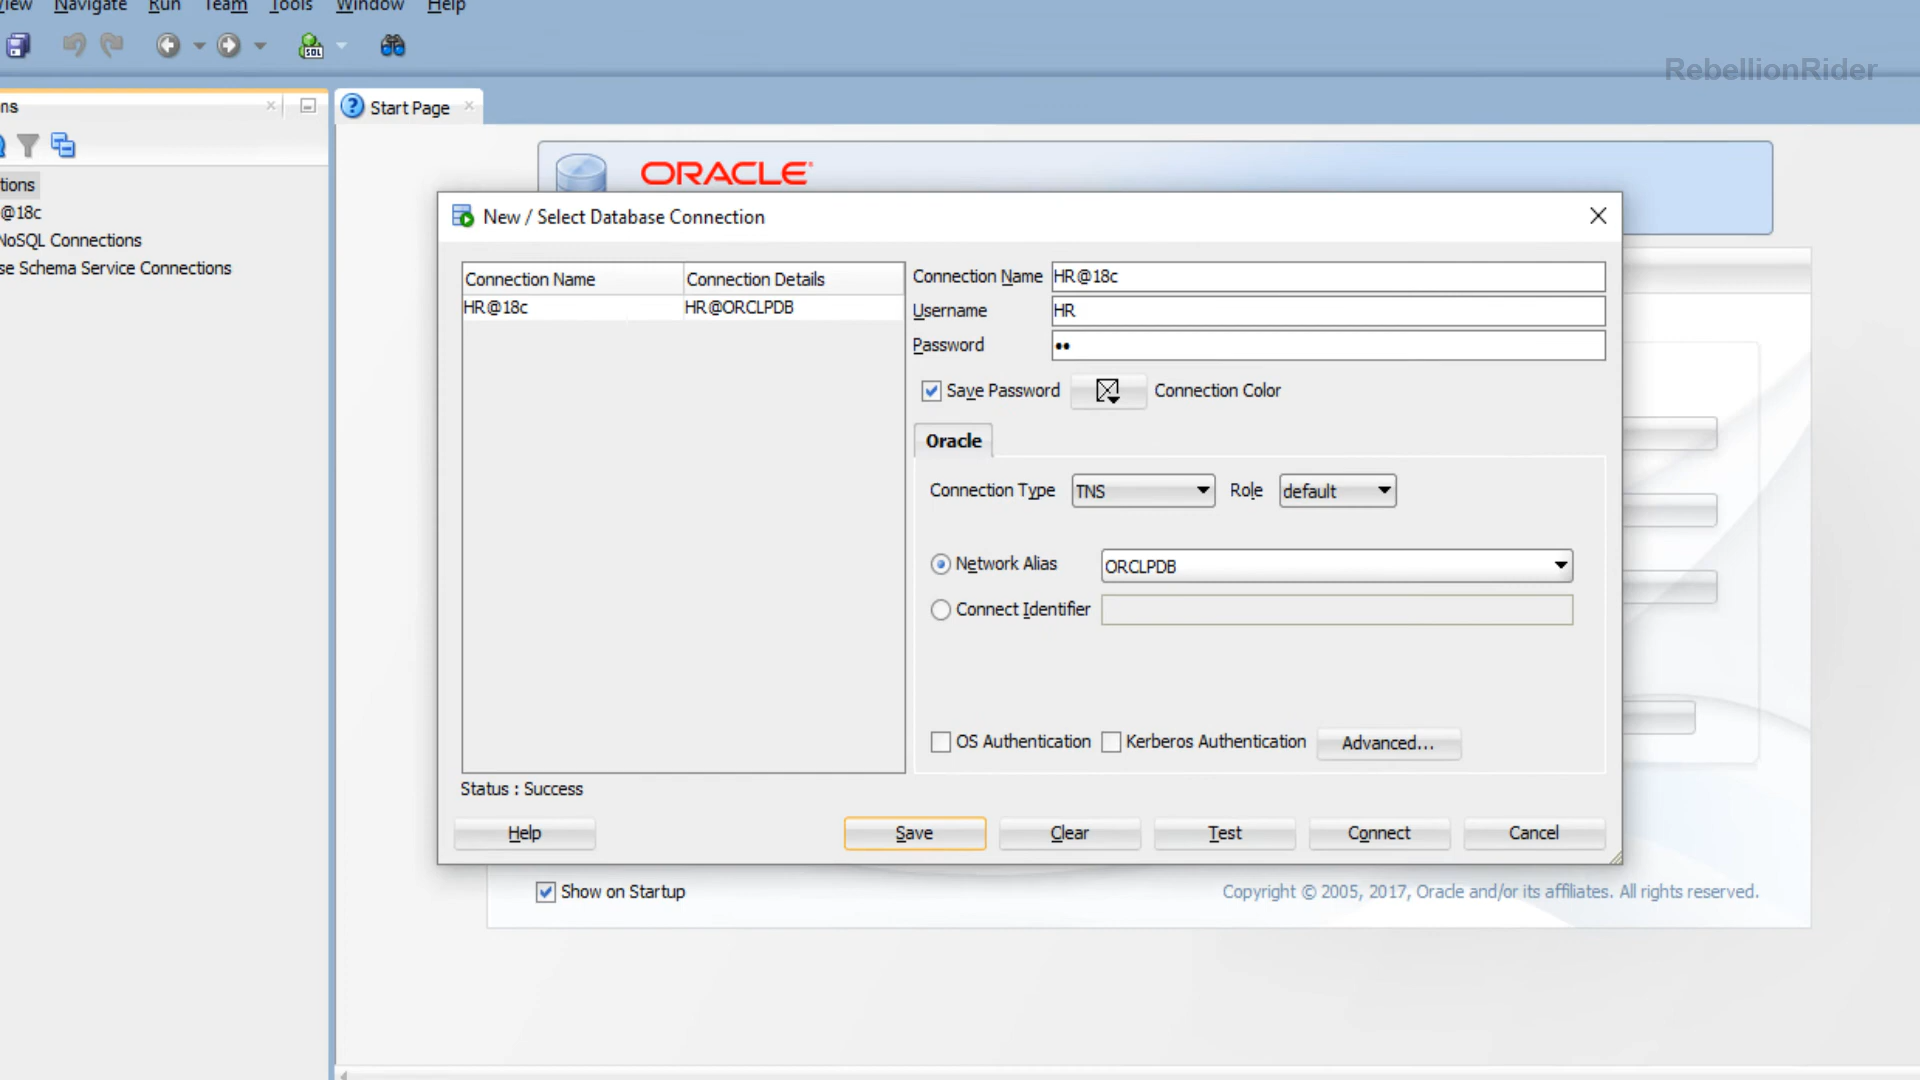 View Navigate Run Team Tools Window Help
RebellionRider
ns
Start Page
SQL
tions
@18c
NoSQL Connections
se Schema Service Connections
ORACLE
New / Select Database Connection
Connection Name Connection Details
HR@18c HR@ORCLPDB
Connection Name HR@18c
Username HR
Password
Save Password Connection Color
Oracle
Connection Type TNS Role default
Network Alias ORCLPDB
Connect Identifier
OS Authentication Kerberos Authentication Advanced...
Status : Success
Help Save Clear Test Connect Cancel
Show on Startup
Copyright © 2005, 2017, Oracle and/or its affiliates. All rights reserved.